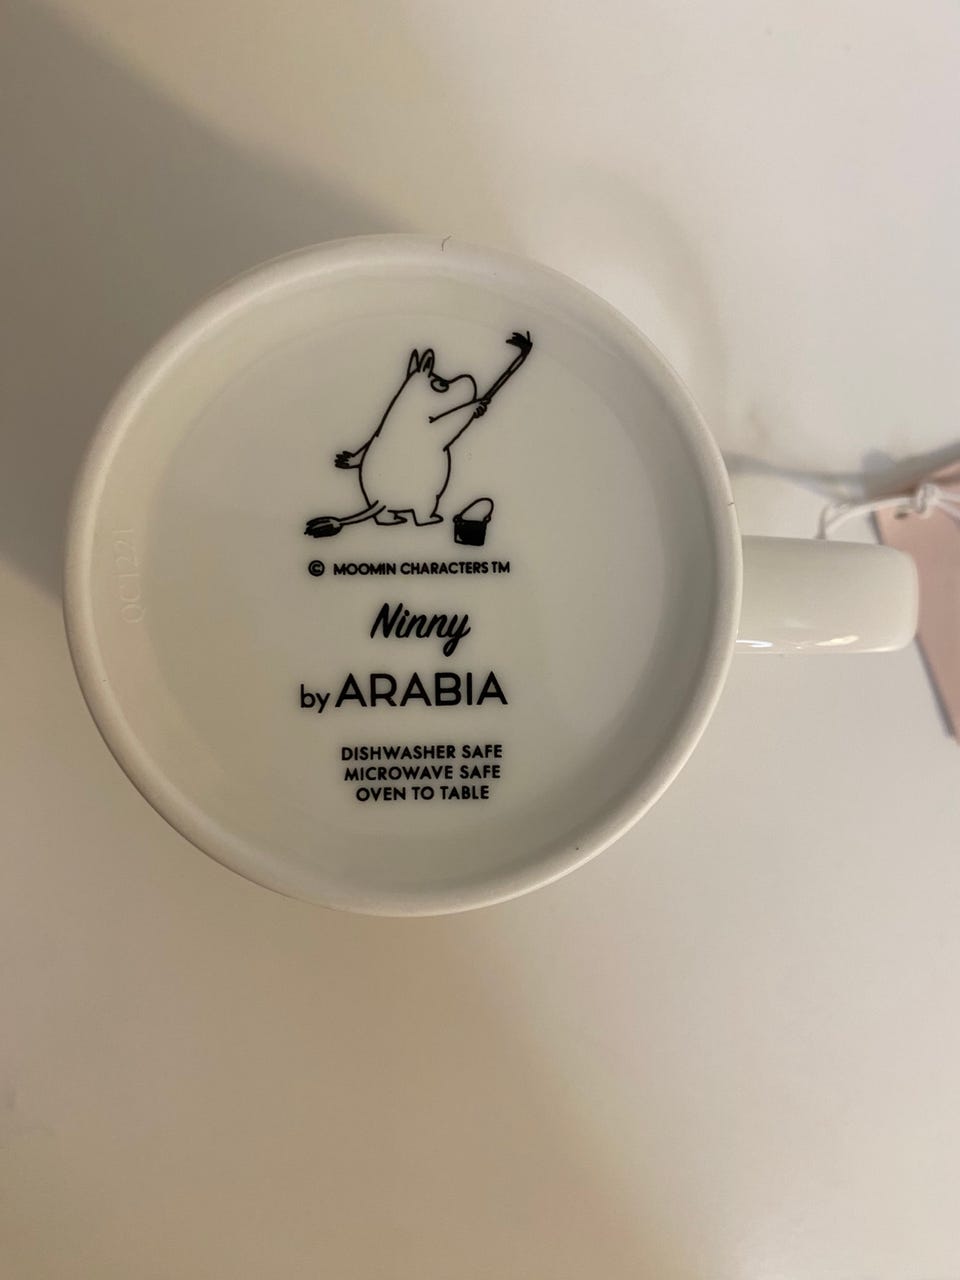 © MOOMIN CHARACTERS TM
Ninny
by ARABIA
DISHWASHER SAFE
MICROWAVE SAFE
OVEN TO TABLE